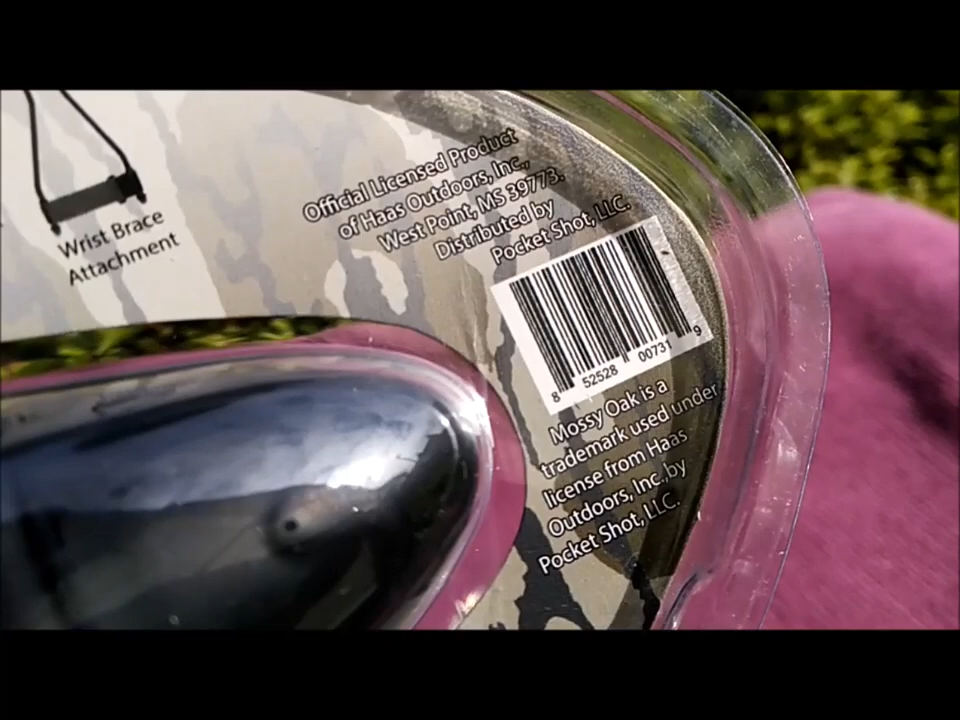 Wrist Brace
Attachment
Official Licensed Product
of Haas Outdoors, Inc.,
West Point, MS 39773.
Distributed by
Pocket Shot, LLC.
8 52528 00731 9
Mossy Oak is a
trademark used under
license from Haas
Outdoors, Inc.,by
Pocket Shot, LLC.